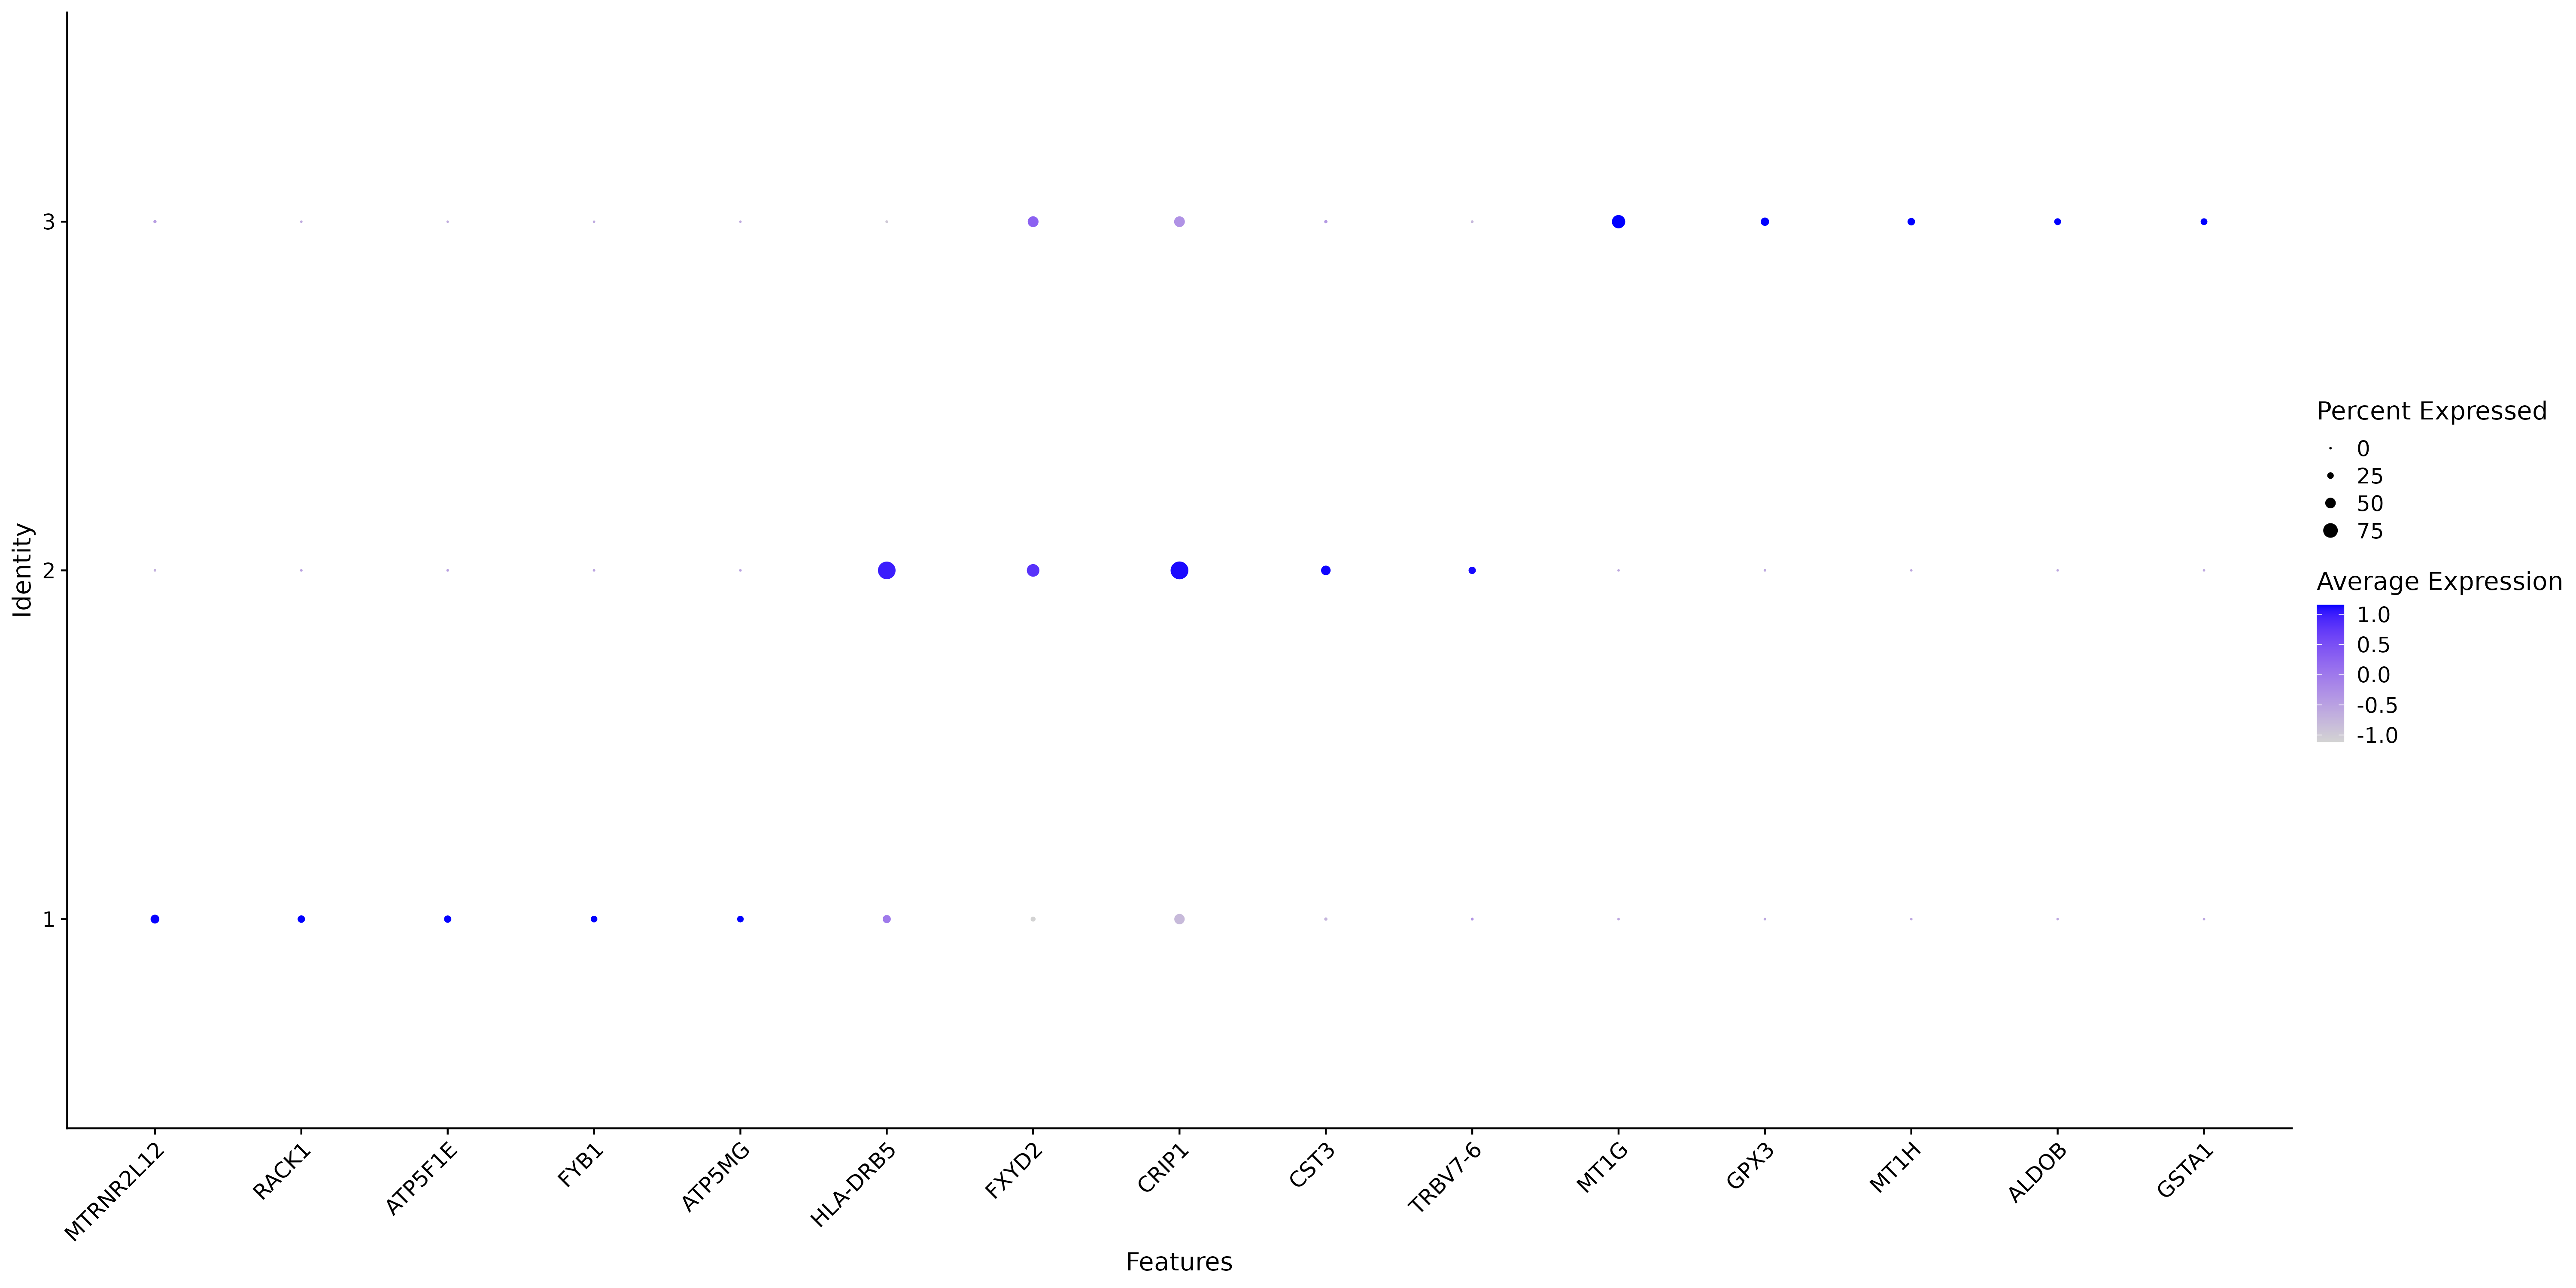 Identity
3
2
1
MTRNR2L12
RACK1
ATP5F1E
FYB1
ATP5MG
HLA-DRB5
FXYD2
CRIP1
CST3
TRBV7-6
MT1G
GPX3
MT1H
ALDOB
GSTA1
Features
Percent Expressed
0
25
50
75
Average Expression
1.0
0.5
0.0
-0.5
-1.0